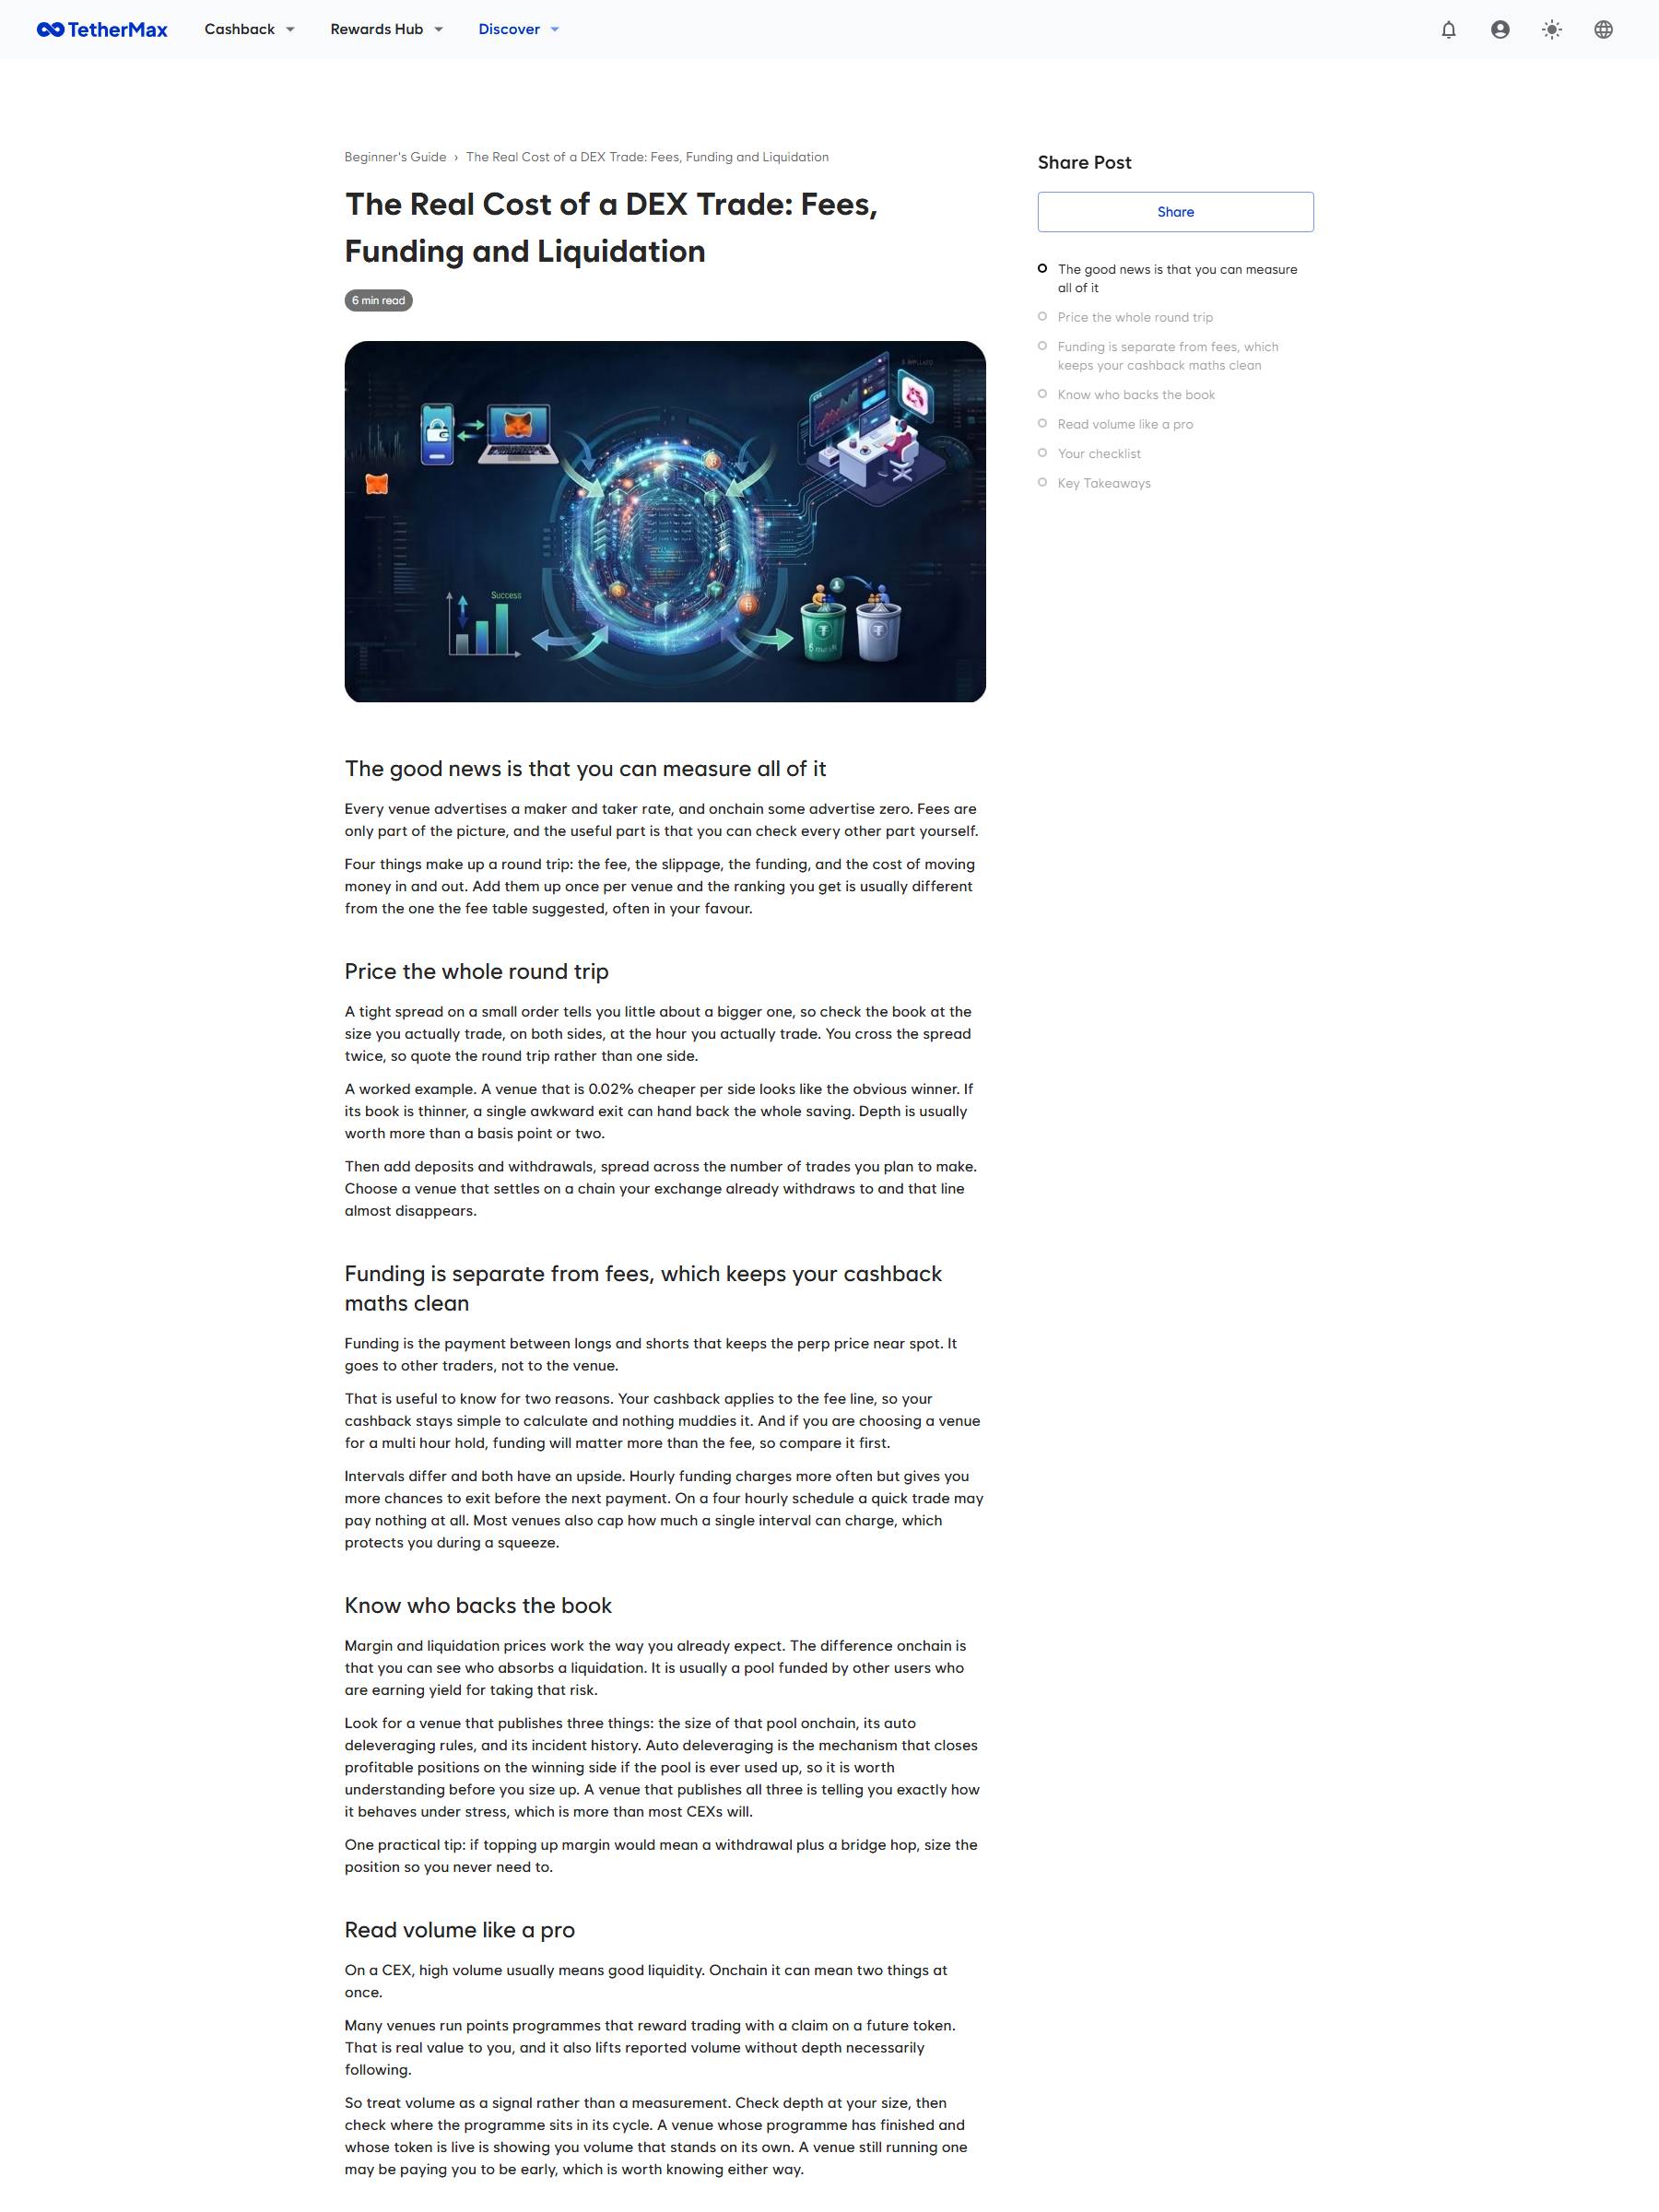 TetherMax
Cashback
Rewards Hub
Discover
Beginner's Guide › The Real Cost of a DEX Trade: Fees, Funding and Liquidation
The Real Cost of a DEX Trade: Fees,
Funding and Liquidation
6 min read
Success
Share Post
Share
The good news is that you can measure
all of it
Price the whole round trip
Funding is separate from fees, which
keeps your cashback maths clean
Know who backs the book
Read volume like a pro
Your checklist
Key Takeaways
The good news is that you can measure all of it
Every venue advertises a maker and taker rate, and onchain some advertise zero. Fees are
only part of the picture, and the useful part is that you can check every other part yourself.
Four things make up a round trip: the fee, the slippage, the funding, and the cost of moving
money in and out. Add them up once per venue and the ranking you get is usually different
from the one the fee table suggested, often in your favour.
Price the whole round trip
A tight spread on a small order tells you little about a bigger one, so check the book at the
size you actually trade, on both sides, at the hour you actually trade. You cross the spread
twice, so quote the round trip rather than one side.
A worked example. A venue that is 0.02% cheaper per side looks like the obvious winner. If
its book is thinner, a single awkward exit can hand back the whole saving. Depth is usually
worth more than a basis point or two.
Then add deposits and withdrawals, spread across the number of trades you plan to make.
Choose a venue that settles on a chain your exchange already withdraws to and that line
almost disappears.
Funding is separate from fees, which keeps your cashback
maths clean
Funding is the payment between longs and shorts that keeps the perp price near spot. It
goes to other traders, not to the venue.
That is useful to know for two reasons. Your cashback applies to the fee line, so your
cashback stays simple to calculate and nothing muddies it. And if you are choosing a venue
for a multi hour hold, funding will matter more than the fee, so compare it first.
Intervals differ and both have an upside. Hourly funding charges more often but gives you
more chances to exit before the next payment. On a four hourly schedule a quick trade may
pay nothing at all. Most venues also cap how much a single interval can charge, which
protects you during a squeeze.
Know who backs the book
Margin and liquidation prices work the way you already expect. The difference onchain is
that you can see who absorbs a liquidation. It is usually a pool funded by other users who
are earning yield for taking that risk.
Look for a venue that publishes three things: the size of that pool onchain, its auto
deleveraging rules, and its incident history. Auto deleveraging is the mechanism that closes
profitable positions on the winning side if the pool is ever used up, so it is worth
understanding before you size up. A venue that publishes all three is telling you exactly how
it behaves under stress, which is more than most CEXs will.
One practical tip: if topping up margin would mean a withdrawal plus a bridge hop, size the
position so you never need to.
Read volume like a pro
On a CEX, high volume usually means good liquidity. Onchain it can mean two things at
once.
Many venues run points programmes that reward trading with a claim on a future token.
That is real value to you, and it also lifts reported volume without depth necessarily
following.
So treat volume as a signal rather than a measurement. Check depth at your size, then
check where the programme sits in its cycle. A venue whose programme has finished and
whose token is live is showing you volume that stands on its own. A venue still running one
may be paying you to be early, which is worth knowing either way.